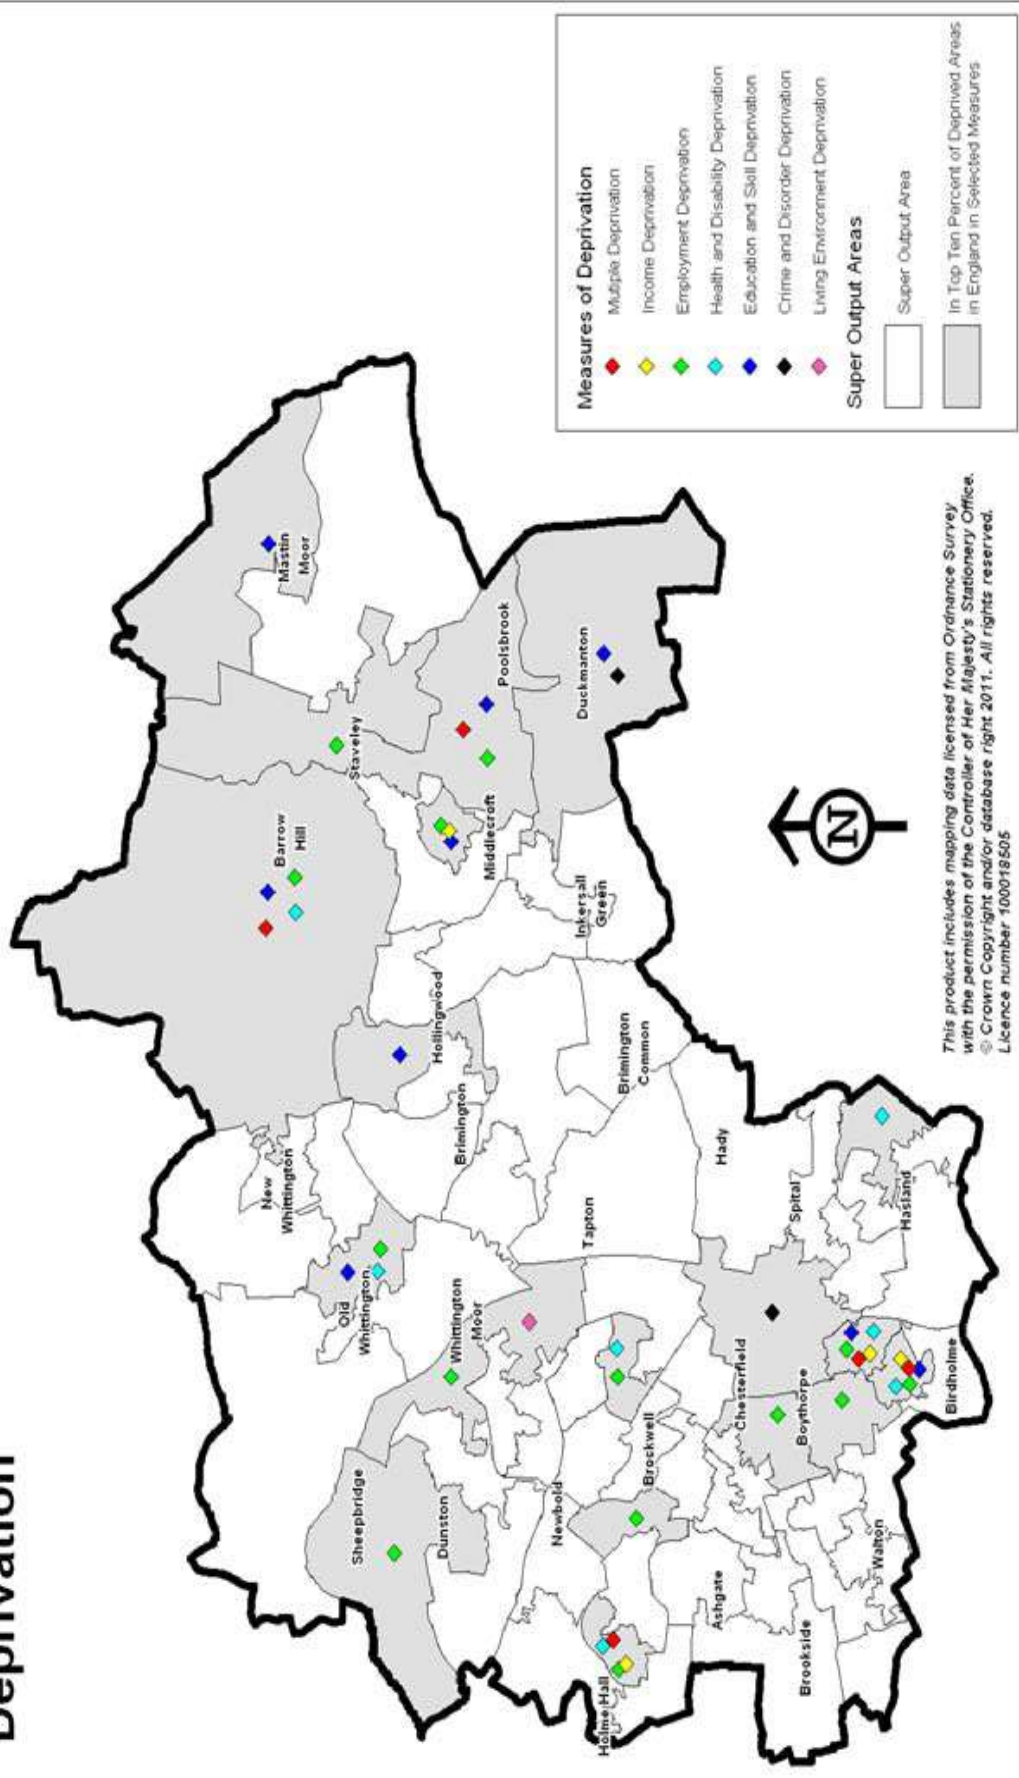 Deprivation
Mastin
Moor
Barrow
Hill
Staveley
Poolsbrook
Duckmanton
Middlecroft
Inkersall
Green
Hollingwood
Brimington
Brimington
Common
New
Whittington
Old
Whittington
Whittington
Moor
Tapton
Hady
Spital
Hasland
Sheepbridge
Dunston
Newbold
Brockwell
Chesterfield
Boythorpe
Birdholme
Holme Hall
Ashgate
Brookside
Walton
N
Measures of Deprivation
Mutiple Deprivation
Income Deprivation
Employment Deprivation
Health and Disability Deprivation
Education and Skill Deprivation
Crime and Disorder Deprivation
Living Environment Deprivation
Super Output Areas
Super Output Area
In Top Ten Percent of Deprived Areas
in England in Selected Measures
This product includes mapping data licensed from Ordnance Survey
with the permission of the Controller of Her Majesty's Stationery Office.
© Crown Copyright and/or database right 2011. All rights reserved.
Licence number 100018505